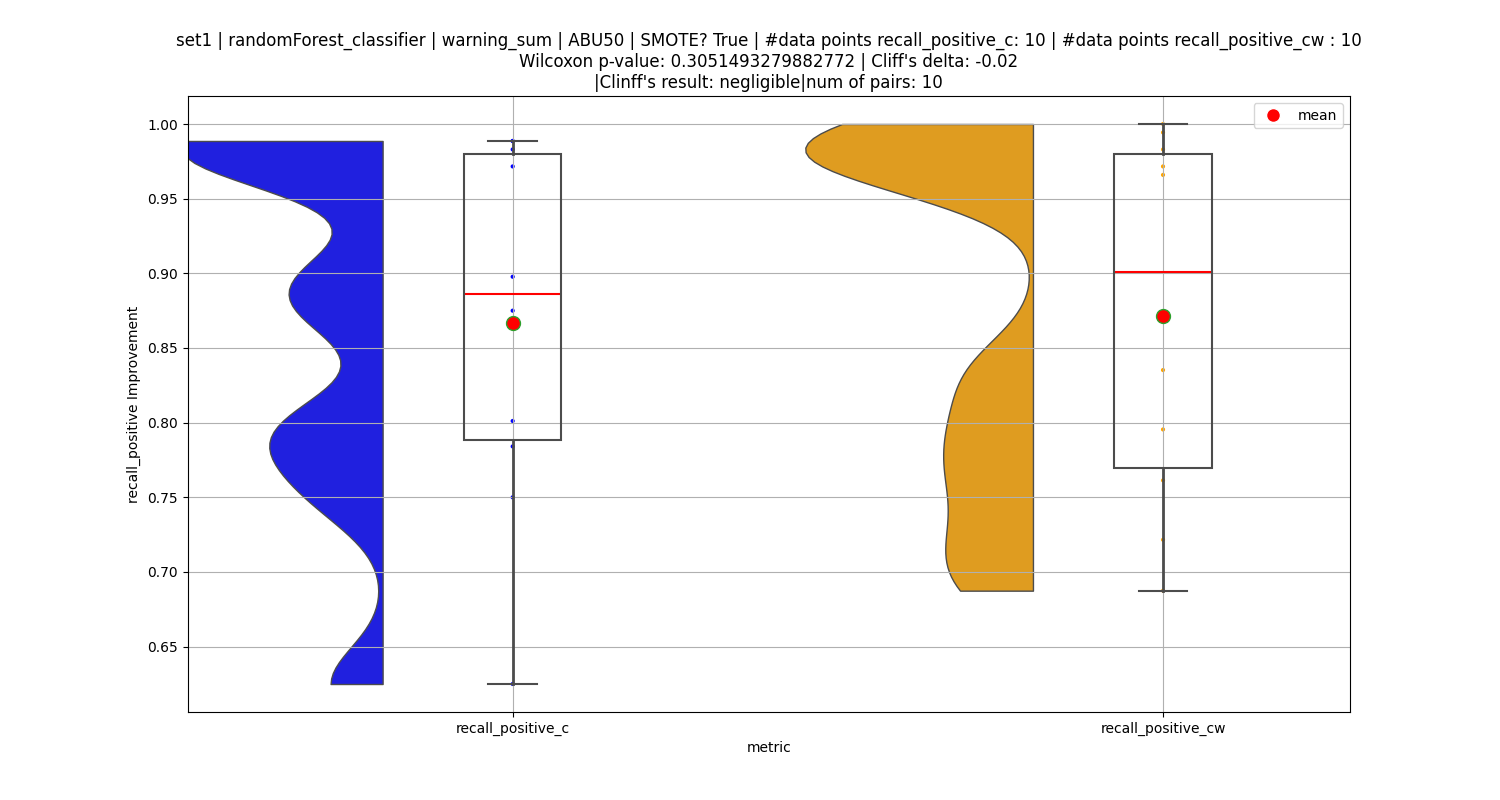 set1 | randomForest_classifier | warning_sum | ABU50 | SMOTE? True | #data points recall_positive_c: 10 | #data points recall_positive_cw : 10
Wilcoxon p-value: 0.3051493279882772 | Cliff's delta: -0.02
|Clinff's result: negligible|num of pairs: 10
mean
1.00
0.95
0.90
0.85
0.80
0.75
0.70
0.65
recall_positive Improvement
recall_positive_c
recall_positive_cw
metric